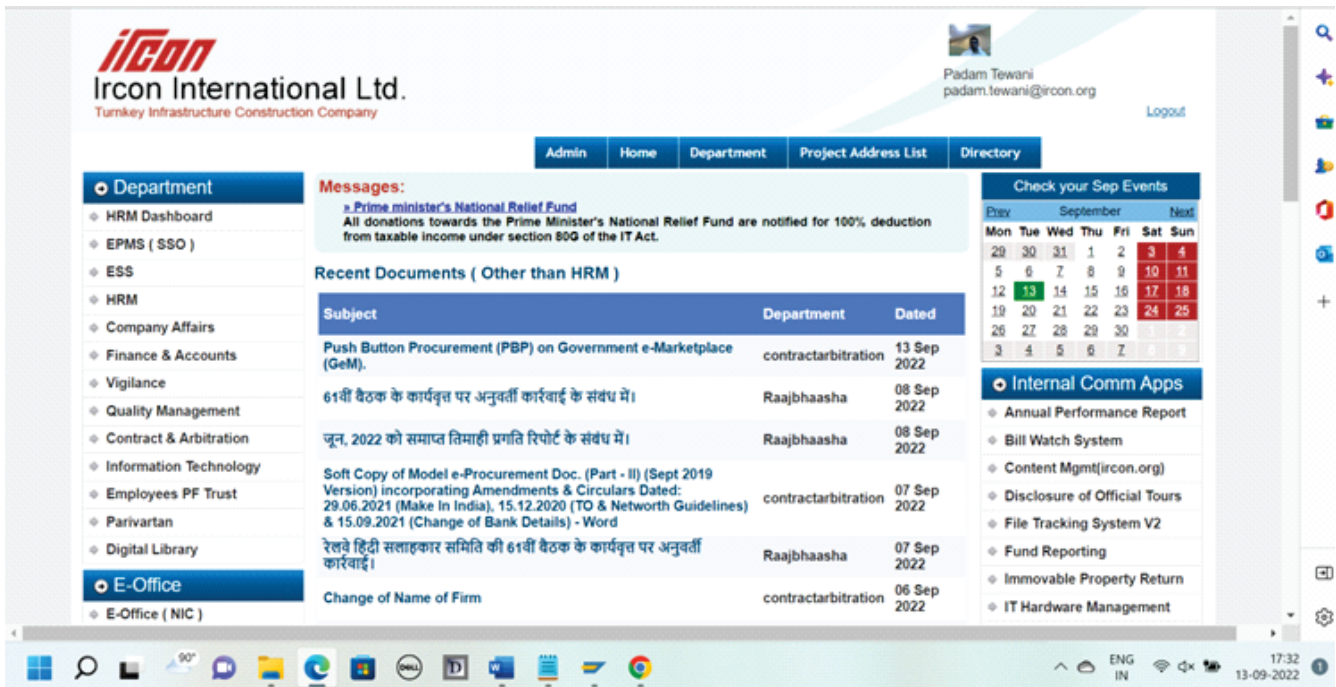 ircon
Ircon International Ltd.
Turnkey Infrastructure Construction Company
Padam Tewani
padam.tewani@ircon.org
Logout
Admin Home Department Project Address List Directory
Department
HRM Dashboard
EPMS ( SSO )
ESS
HRM
Company Affairs
Finance & Accounts
Vigilance
Quality Management
Contract & Arbitration
Information Technology
Employees PF Trust
Parivartan
Digital Library
E-Office
E-Office ( NIC )
Messages:
» Prime minister's National Relief Fund
All donations towards the Prime Minister's National Relief Fund are notified for 100% deduction
from taxable income under section 80G of the IT Act.
Recent Documents ( Other than HRM )
Subject Department Dated
Push Button Procurement (PBP) on Government e-Marketplace
(GeM). contractarbitration 13 Sep
2022
61वीं बैठक के कार्यवृत्त पर अनुवर्ती कार्रवाई के संबंध में। Raajbhaasha 08 Sep
2022
जून, 2022 को समाप्त तिमाही प्रगति रिपोर्ट के संबंध में। Raajbhaasha 08 Sep
2022
Soft Copy of Model e-Procurement Doc. (Part - II) (Sept 2019
Version) incorporating Amendments & Circulars Dated:
29.06.2021 (Make In India), 15.12.2020 (TO & Networth Guidelines)
& 15.09.2021 (Change of Bank Details) - Word
contractarbitration 07 Sep
2022
रेलवे हिंदी सलाहकार समिति की 61वीं बैठक के कार्यवृत्त पर अनुवर्ती
कार्रवाई। Raajbhaasha 07 Sep
2022
Change of Name of Firm contractarbitration 06 Sep
2022
Check your Sep Events
Prev September Next
Mon Tue Wed Thu Fri Sat Sun
29 30 31 1 2 3 4
5 6 7 8 9 10 11
12 13 14 15 16 17 18
19 20 21 22 23 24 25
26 27 28 29 30 1 2
3 4 5 6 7 8 9
Internal Comm Apps
Annual Performance Report
Bill Watch System
Content Mgmt(ircon.org)
Disclosure of Official Tours
File Tracking System V2
Fund Reporting
Immovable Property Return
IT Hardware Management
90°
DELL
D
W
ENG
IN
17:32
13-09-2022
1